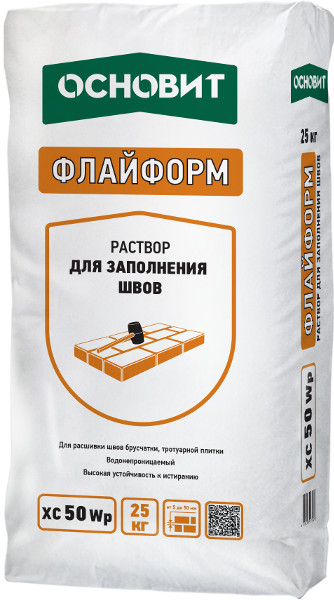 ОСНОВИТ
ФЛАЙФОРМ
РАСТВОР
ДЛЯ ЗАПОЛНЕНИЯ
ШВОВ
Для расшивки швов брусчатки, тротуарной плитки
Водонепроницаемый
Высокая устойчивость к истиранию
XC 50 Wp
25
КГ
25 кг
ФЛАЙФОРМ
РАСТВОР ДЛЯ ЗАПОЛНЕНИЯ ШВОВ
XC 50 Wp